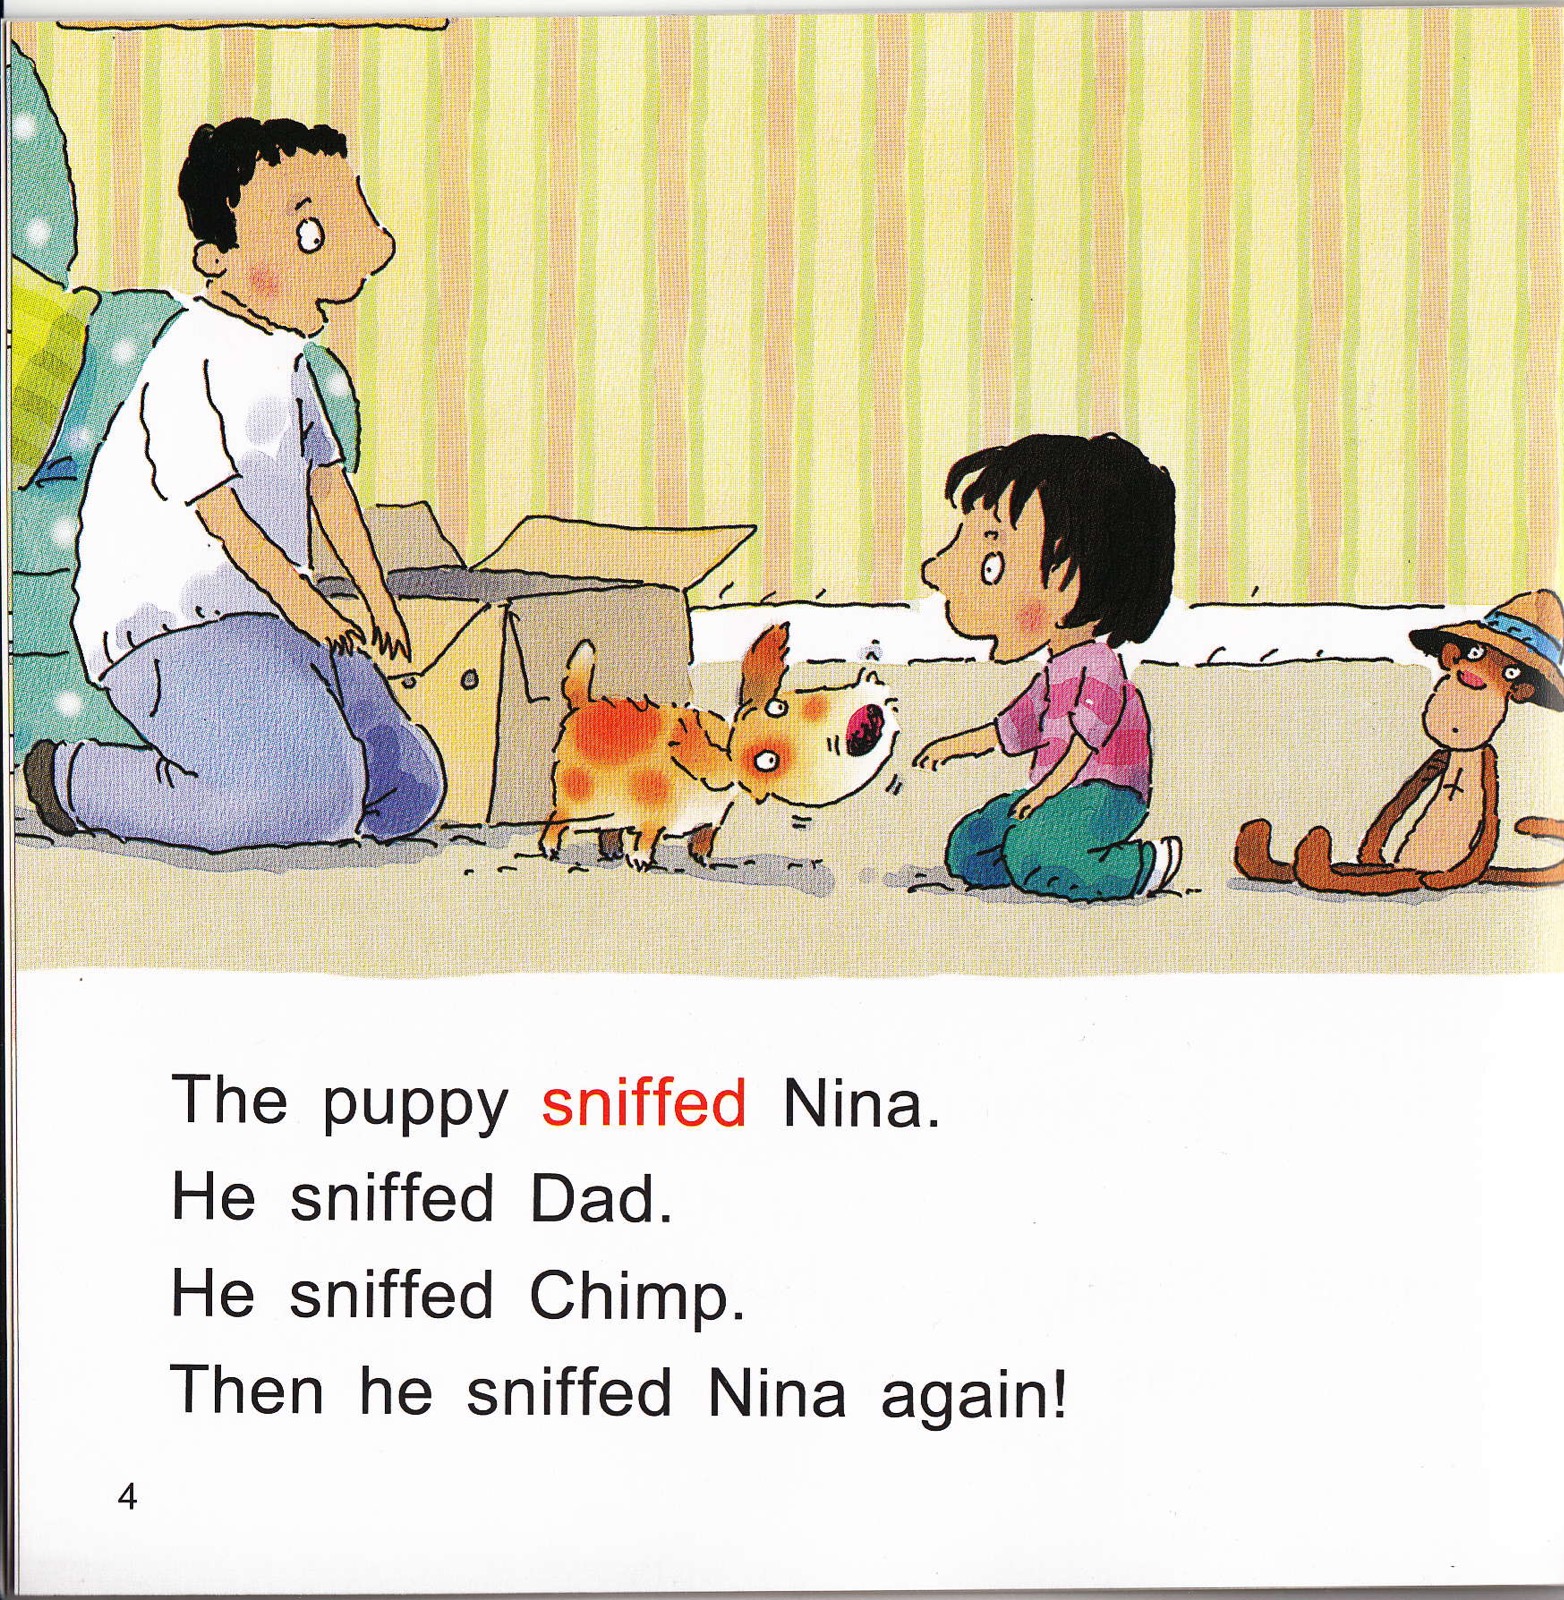 The puppy sniffed Nina.
He sniffed Dad.
He sniffed Chimp.
Then he sniffed Nina again!
4